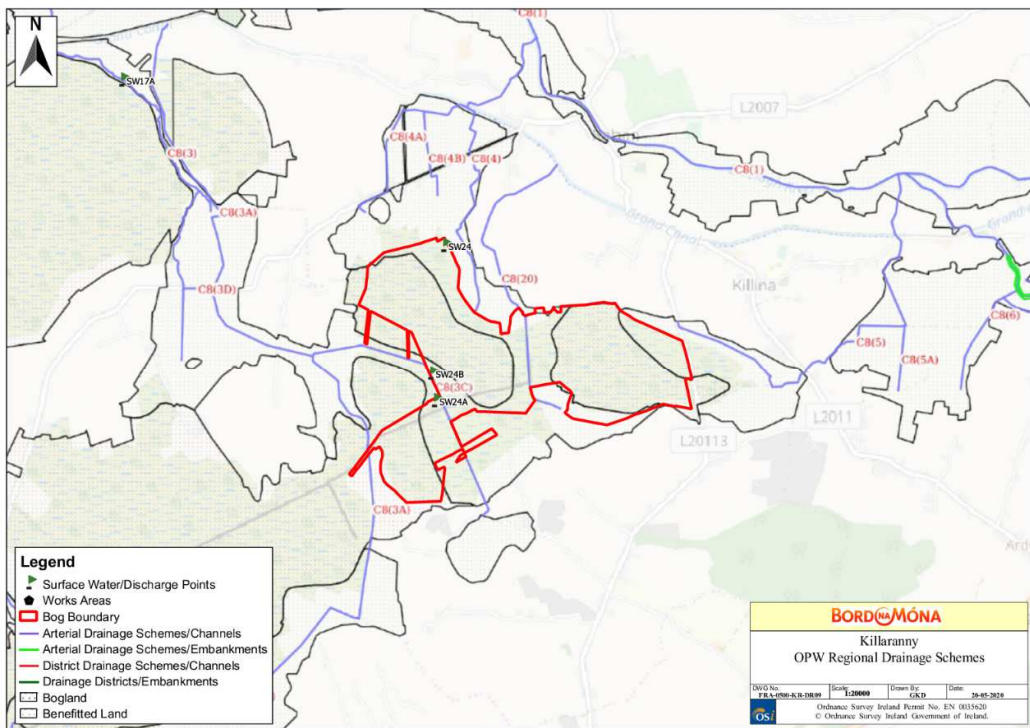 N
C8(1)
Grand Canal
SW17A
L2007
C8(3)
C8(4A)
C8(4B)
C8(4)
C8(1)
C8(3A)
SW24
Grand Canal
C8(20)
C8(3D)
Killina
C8(6)
C8(5)
C8(5A)
SW24B
C8(3C)
SW24A
L2011
L20113
C8(3A)
Legend
Surface Water/Discharge Points
Works Areas
Bog Boundary
Arterial Drainage Schemes/Channels
Arterial Drainage Schemes/Embankments
District Drainage Schemes/Channels
Drainage Districts/Embankments
Bogland
Benefitted Land
BORD NA MÓNA
Killaranny
OPW Regional Drainage Schemes
DWG No. Scale: Drawn By: Date:
FRA-0500-KR-DR09 1:20000 GKD 20-05-2020
OSi
Ordnance Survey Ireland Permit No. EN 0035620
© Ordnance Survey Ireland Government of Ireland.